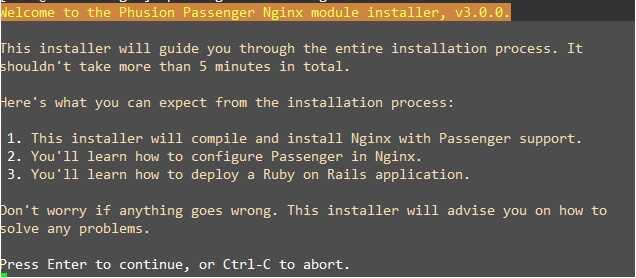 Welcome to the Phusion Passenger Nginx module installer, v3.0.0.
This installer will guide you through the entire installation process. It
shouldn't take more than 5 minutes in total.
Here's what you can expect from the installation process:
1. This installer will compile and install Nginx with Passenger support.
2. You'll learn how to configure Passenger in Nginx.
3. You'll learn how to deploy a Ruby on Rails application.
Don't worry if anything goes wrong. This installer will advise you on how to
solve any problems.
Press Enter to continue, or Ctrl-C to abort.